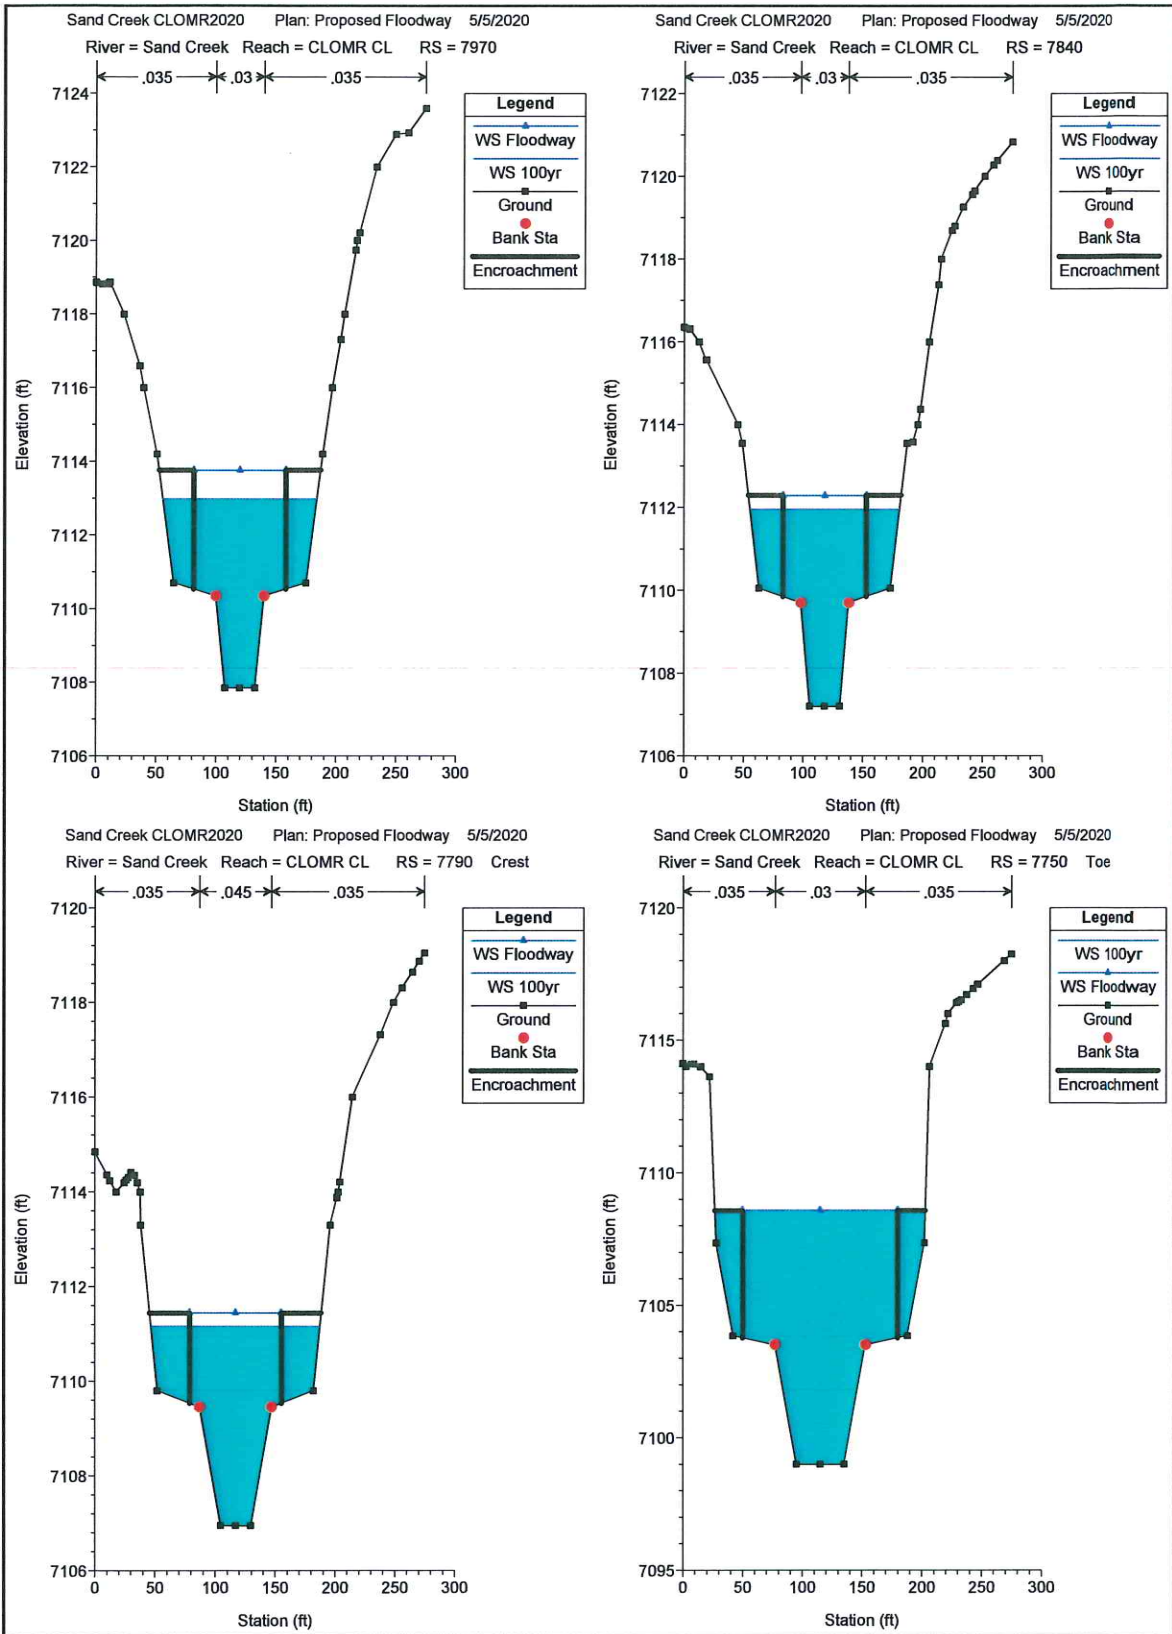 Sand Creek CLOMR2020 Plan: Proposed Floodway 5/5/2020
River = Sand Creek Reach = CLOMR CL RS = 7970
.035 .03 .035
7124
7122
7120
7118
7116
7114
7112
7110
7108
7106
Elevation (ft)
0 50 100 150 200 250 300
Station (ft)
Legend
WS Floodway
WS 100yr
Ground
Bank Sta
Encroachment
Sand Creek CLOMR2020 Plan: Proposed Floodway 5/5/2020
River = Sand Creek Reach = CLOMR CL RS = 7840
.035 .03 .035
7122
7120
7118
7116
7114
7112
7110
7108
7106
Elevation (ft)
0 50 100 150 200 250 300
Station (ft)
Legend
WS Floodway
WS 100yr
Ground
Bank Sta
Encroachment
Sand Creek CLOMR2020 Plan: Proposed Floodway 5/5/2020
River = Sand Creek Reach = CLOMR CL RS = 7790 Crest
.035 .045 .035
7120
7118
7116
7114
7112
7110
7108
7106
Elevation (ft)
0 50 100 150 200 250 300
Station (ft)
Legend
WS Floodway
WS 100yr
Ground
Bank Sta
Encroachment
Sand Creek CLOMR2020 Plan: Proposed Floodway 5/5/2020
River = Sand Creek Reach = CLOMR CL RS = 7750 Toe
.035 .03 .035
7120
7115
7110
7105
7100
7095
Elevation (ft)
0 50 100 150 200 250 300
Station (ft)
Legend
WS 100yr
WS Floodway
Ground
Bank Sta
Encroachment